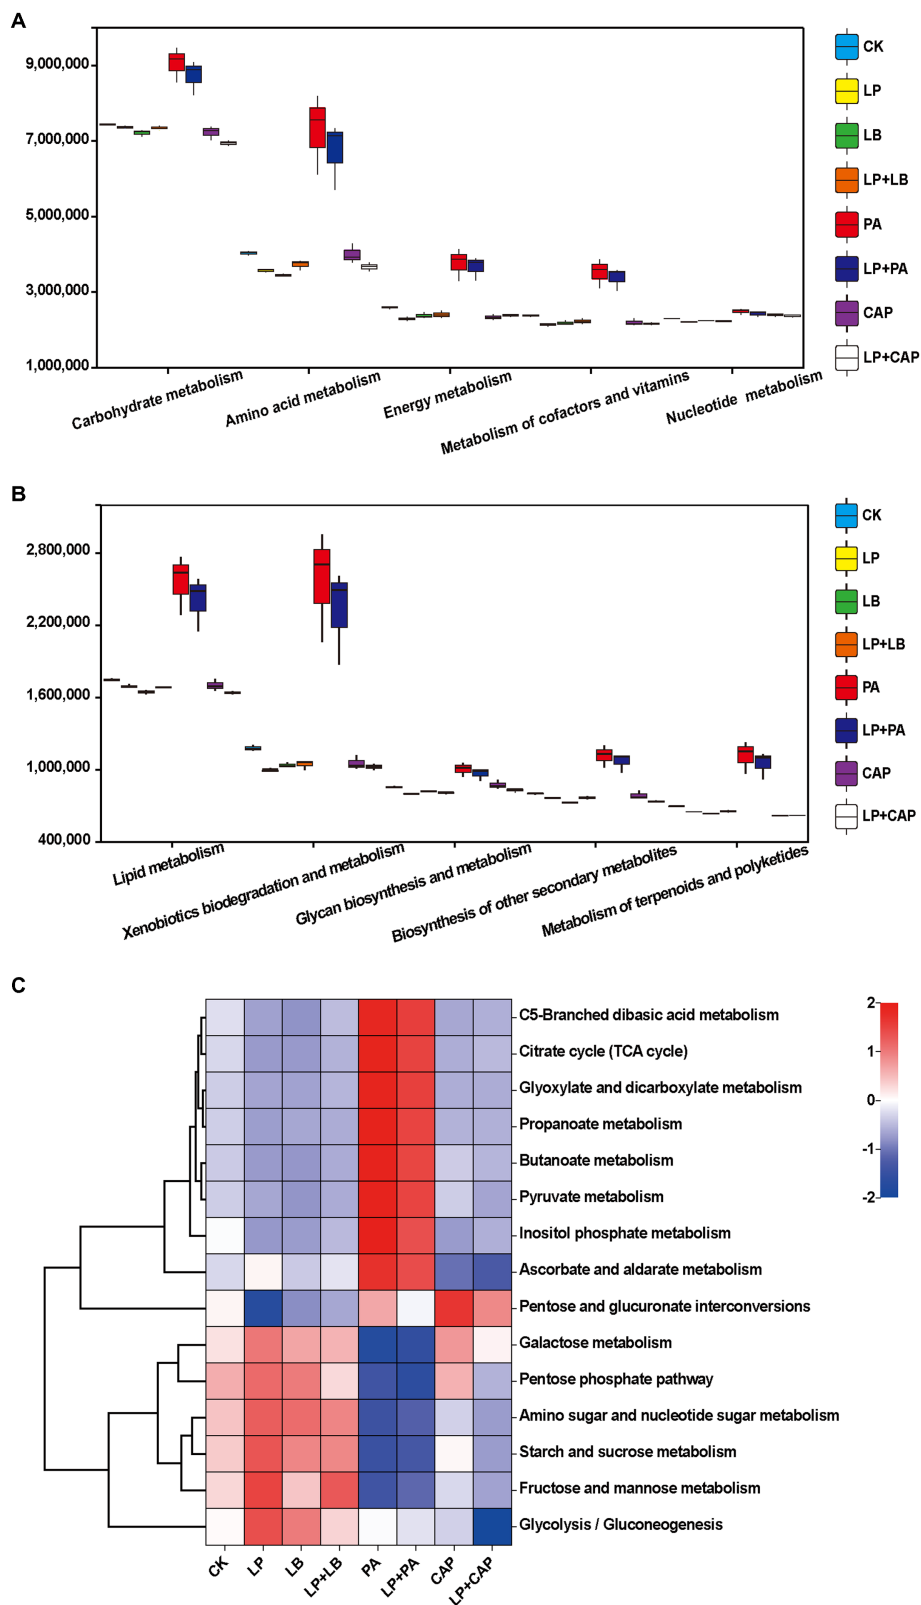 A
9,000,000
7,000,000
5,000,000
3,000,000
1,000,000
Carbohydrate metabolism
Amino acid metabolism
Energy metabolism
Metabolism of cofactors and vitamins
Nucleotide metabolism
CK
LP
LB
LP+LB
PA
LP+PA
CAP
LP+CAP
B
2,800,000
2,200,000
1,600,000
1,000,000
400,000
Lipid metabolism
Xenobiotics biodegradation and metabolism
Glycan biosynthesis and metabolism
Biosynthesis of other secondary metabolites
Metabolism of terpenoids and polyketides
CK
LP
LB
LP+LB
PA
LP+PA
CAP
LP+CAP
C
C5-Branched dibasic acid metabolism
Citrate cycle (TCA cycle)
Glyoxylate and dicarboxylate metabolism
Propanoate metabolism
Butanoate metabolism
Pyruvate metabolism
Inositol phosphate metabolism
Ascorbate and aldarate metabolism
Pentose and glucuronate interconversions
Galactose metabolism
Pentose phosphate pathway
Amino sugar and nucleotide sugar metabolism
Starch and sucrose metabolism
Fructose and mannose metabolism
Glycolysis / Gluconeogenesis
CK
LP
LB
LP+LB
PA
LP+PA
CAP
LP+CAP
2
1
0
-1
-2